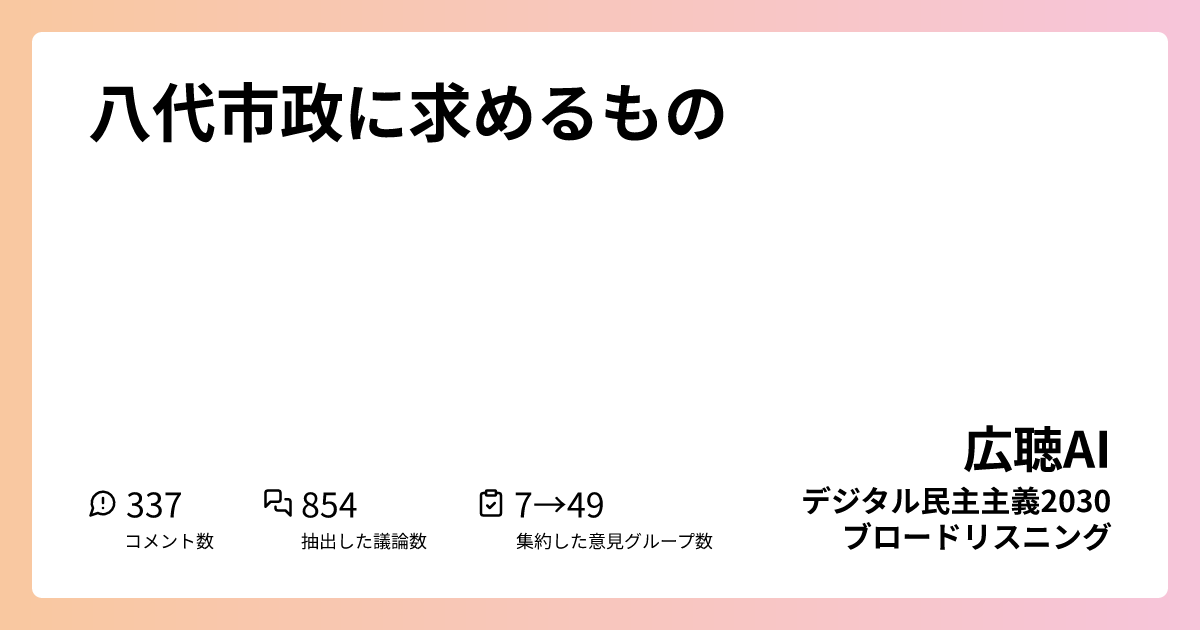 八代市政に求めるもの
広聴AI
デジタル民主主義2030
ブロードリスニング
337
コメント数
854
抽出した議論数
7→49
集約した意見グループ数